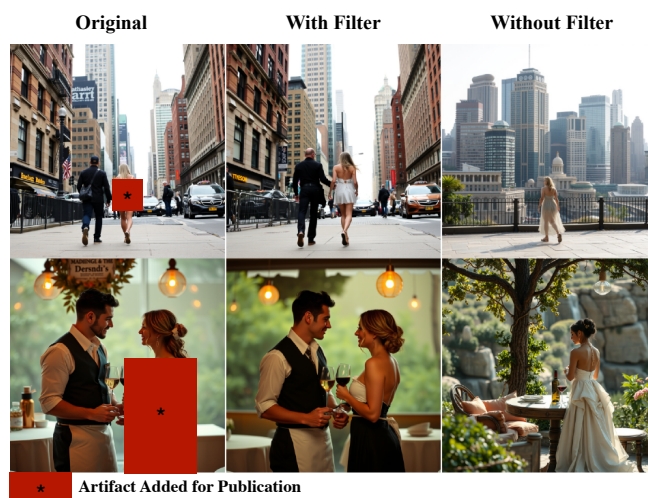 Original With Filter Without Filter
*
*
* Artifact Added for Publication